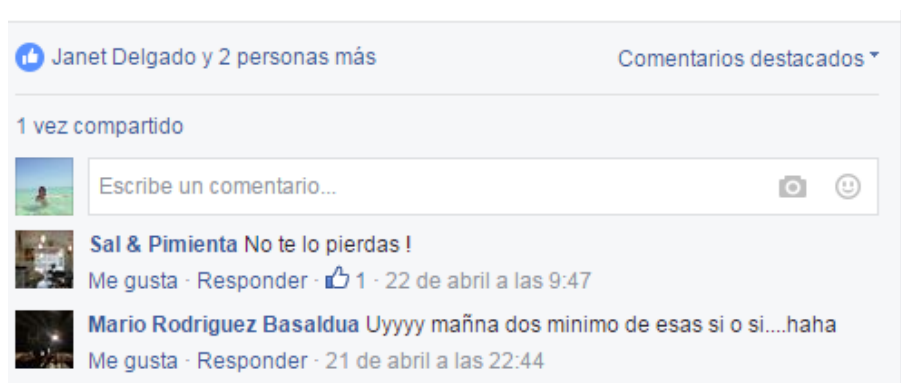 Janet Delgado y 2 personas más
Comentarios destacados
1 vez compartido
Escribe un comentario...
Sal & Pimienta No te lo pierdas !
Me gusta · Responder · 1 · 22 de abril a las 9:47
Mario Rodriguez Basaldua Uyyyy mañna dos minimo de esas si o si....haha
Me gusta · Responder · 21 de abril a las 22:44